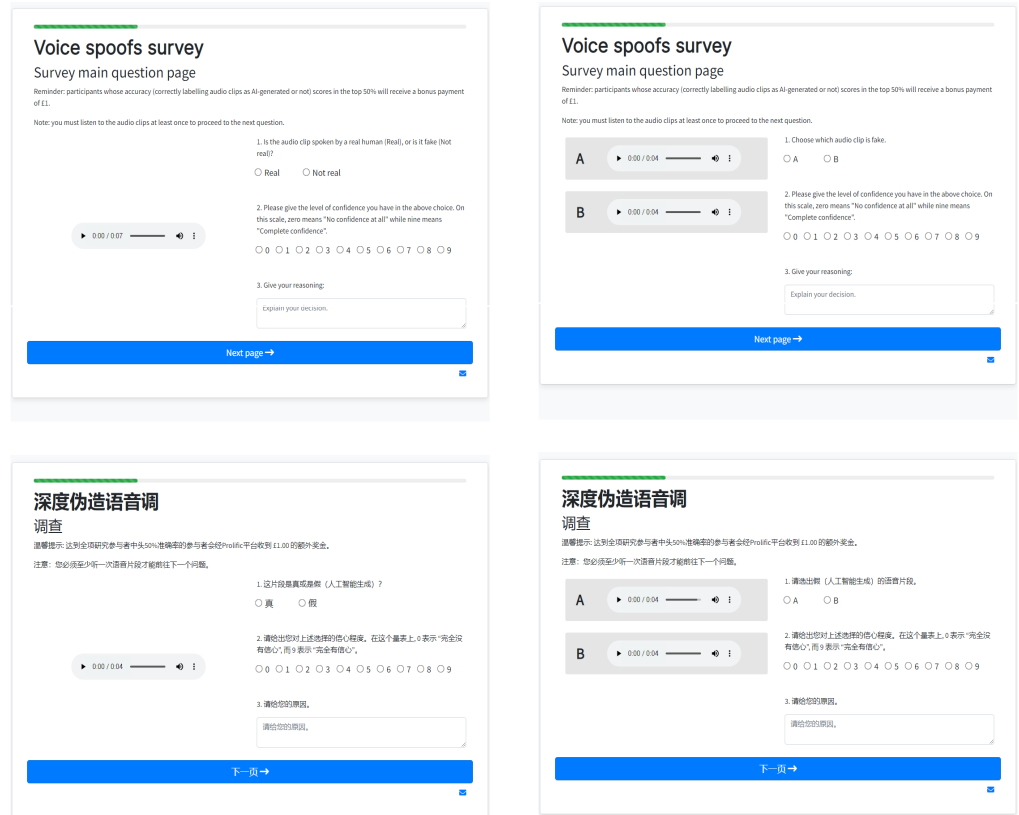 Voice spoofs survey
Survey main question page
Reminder: participants whose accuracy (correctly labelling audio clips as AI-generated or not) scores in the top 50% will receive a bonus payment
of £1.
Note: you must listen to the audio clips at least once to proceed to the next question.
1. Is the audio clip spoken by a real human (Real), or is it fake (Not
real)?
Real Not real
2. Please give the level of confidence you have in the above choice. On
this scale, zero means "No confidence at all" while nine means
"Complete confidence".
0:00 / 0:07
0 1 2 3 4 5 6 7 8 9
3. Give your reasoning:
Explain your decision.
Next page
Voice spoofs survey
Survey main question page
Reminder: participants whose accuracy (correctly labelling audio clips as AI-generated or not) scores in the top 50% will receive a bonus payment
of £1.
Note: you must listen to the audio clips at least once to proceed to the next question.
A 0:00 / 0:04
B 0:00 / 0:04
1. Choose which audio clip is fake.
A B
2. Please give the level of confidence you have in the above choice. On
this scale, zero means "No confidence at all" while nine means
"Complete confidence".
0 1 2 3 4 5 6 7 8 9
3. Give your reasoning:
Explain your decision.
Next page
深度伪造语音调
调查
温馨提示: 达到全项研究参与者中头50%准确率的参与者会经Prolific平台收到 £1.00 的额外奖金。
注意：您必须至少听一次语音片段才能前往下一个问题。
1. 这片段是真或是假（人工智能生成）?
真 假
2. 请给出您对上述选择的信心程度。在这个量表上, 0 表示 “完全没
有信心”, 而 9 表示 “完全有信心”。
0:00 / 0:04
0 1 2 3 4 5 6 7 8 9
3. 请给您的原因。
请给您的原因。
下一页
深度伪造语音调
调查
温馨提示: 达到全项研究参与者中头50%准确率的参与者会经Prolific平台收到 £1.00 的额外奖金。
注意：您必须至少听一次语音片段才能前往下一个问题。
A 0:00 / 0:04
B 0:00 / 0:04
1. 请选出假（人工智能生成）的语音片段。
A B
2. 请给出您对上述选择的信心程度。在这个量表上, 0 表示 “完全没
有信心”, 而 9 表示 “完全有信心”。
0 1 2 3 4 5 6 7 8 9
3. 请给您的原因。
请给您的原因。
下一页